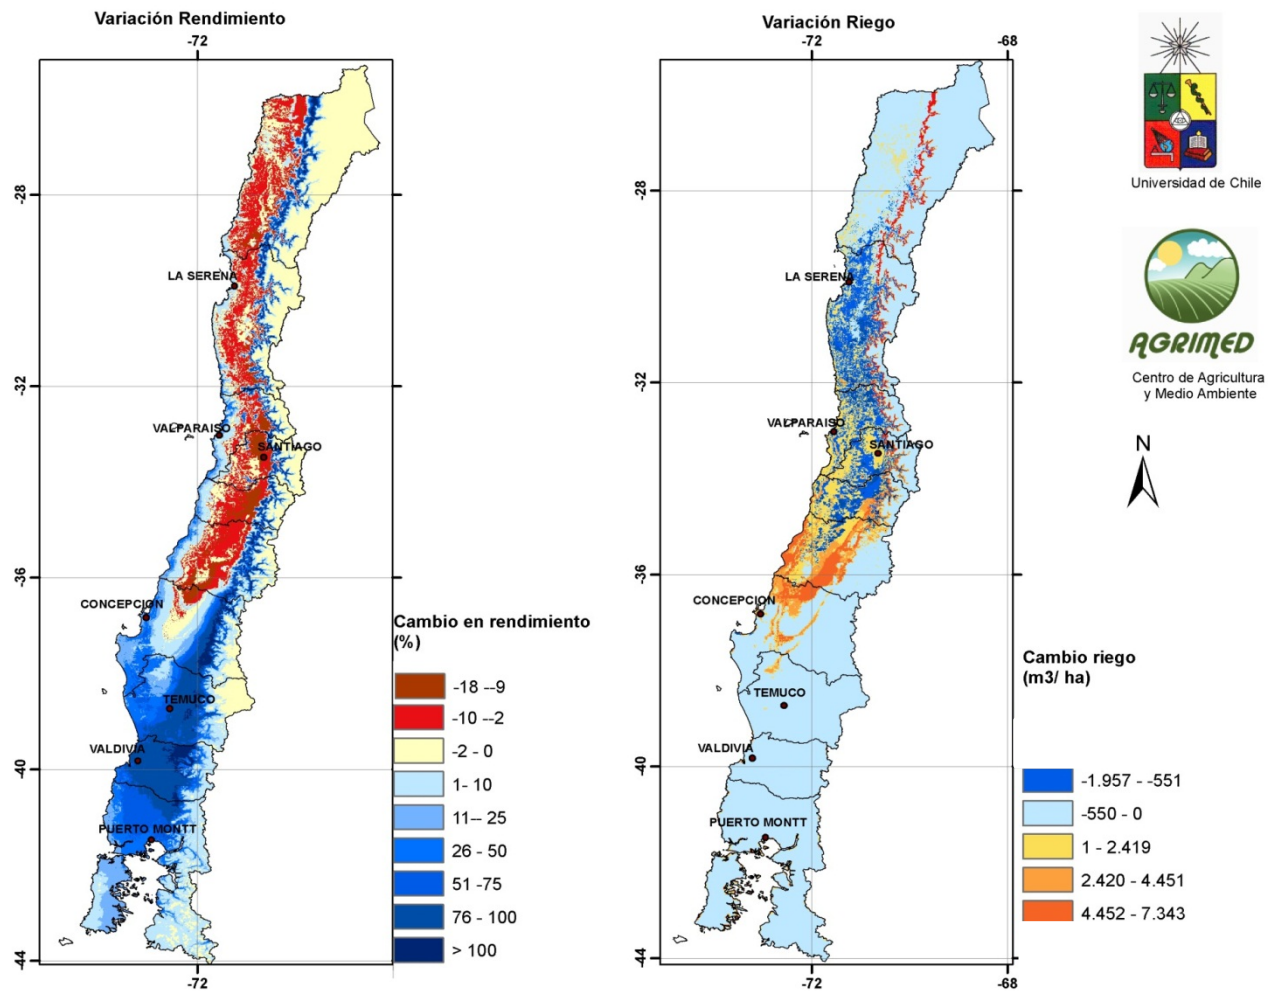 Variación Rendimiento
-72
28
32
36
40
44
LA SERENA
VALPARAISO
SANTIAGO
CONCEPCION
TEMUCO
VALDIVIA
PUERTO MONTT
-72
Cambio en rendimiento
(%)
-18 --9
-10 --2
-2 - 0
1- 10
11-- 25
26 - 50
51 -75
76 - 100
> 100
Variación Riego
-72
-68
-28
-32
-36
-40
-44
LA SERENA
VALPARAISO
SANTIAGO
CONCEPCION
TEMUCO
VALDIVIA
PUERTO MONTT
-72
-68
Cambio riego
(m3/ ha)
-1.957 - -551
-550 - 0
1 - 2.419
2.420 - 4.451
4.452 - 7.343
Universidad de Chile
AGRIMED
Centro de Agricultura
y Medio Ambiente
N